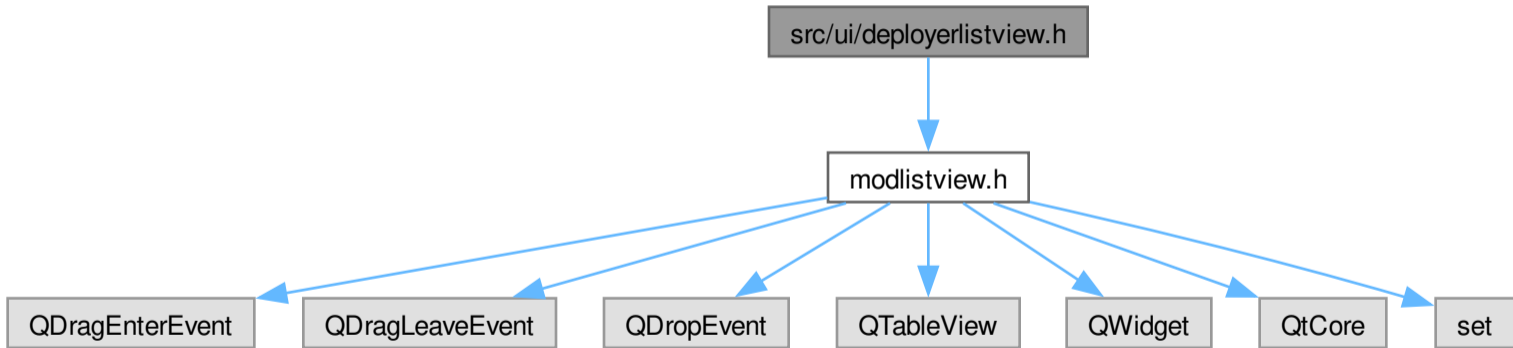 src/ui/deployerlistview.h
modlistview.h
QDragEnterEvent
QDragLeaveEvent
QDropEvent
QTableView
QWidget
QtCore
set